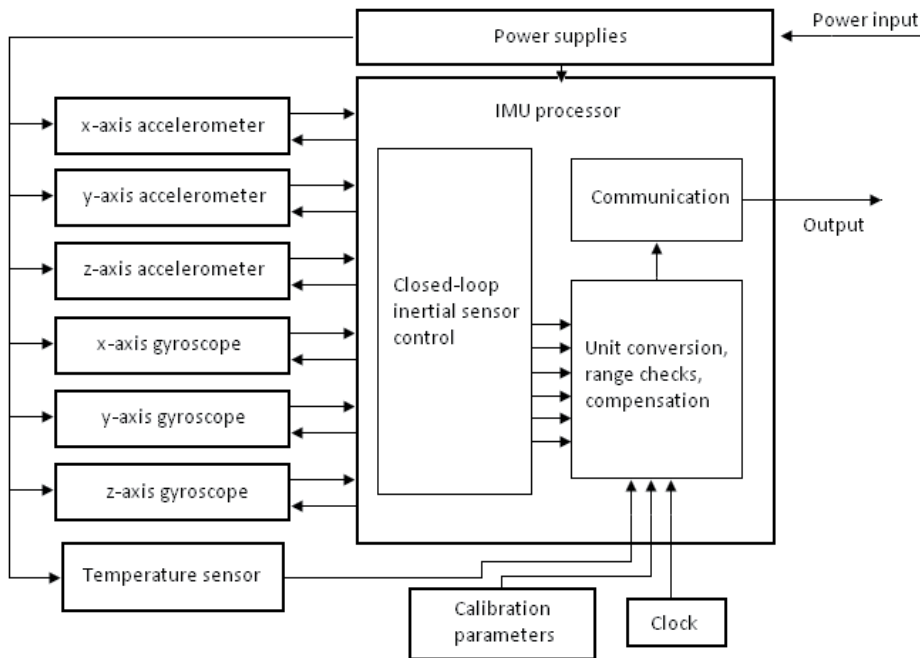 Power input
Power supplies
IMU processor
x-axis accelerometer
y-axis accelerometer
z-axis accelerometer
x-axis gyroscope
y-axis gyroscope
z-axis gyroscope
Temperature sensor
Closed-loop
inertial sensor
control
Communication
Output
Unit conversion,
range checks,
compensation
Calibration
parameters
Clock